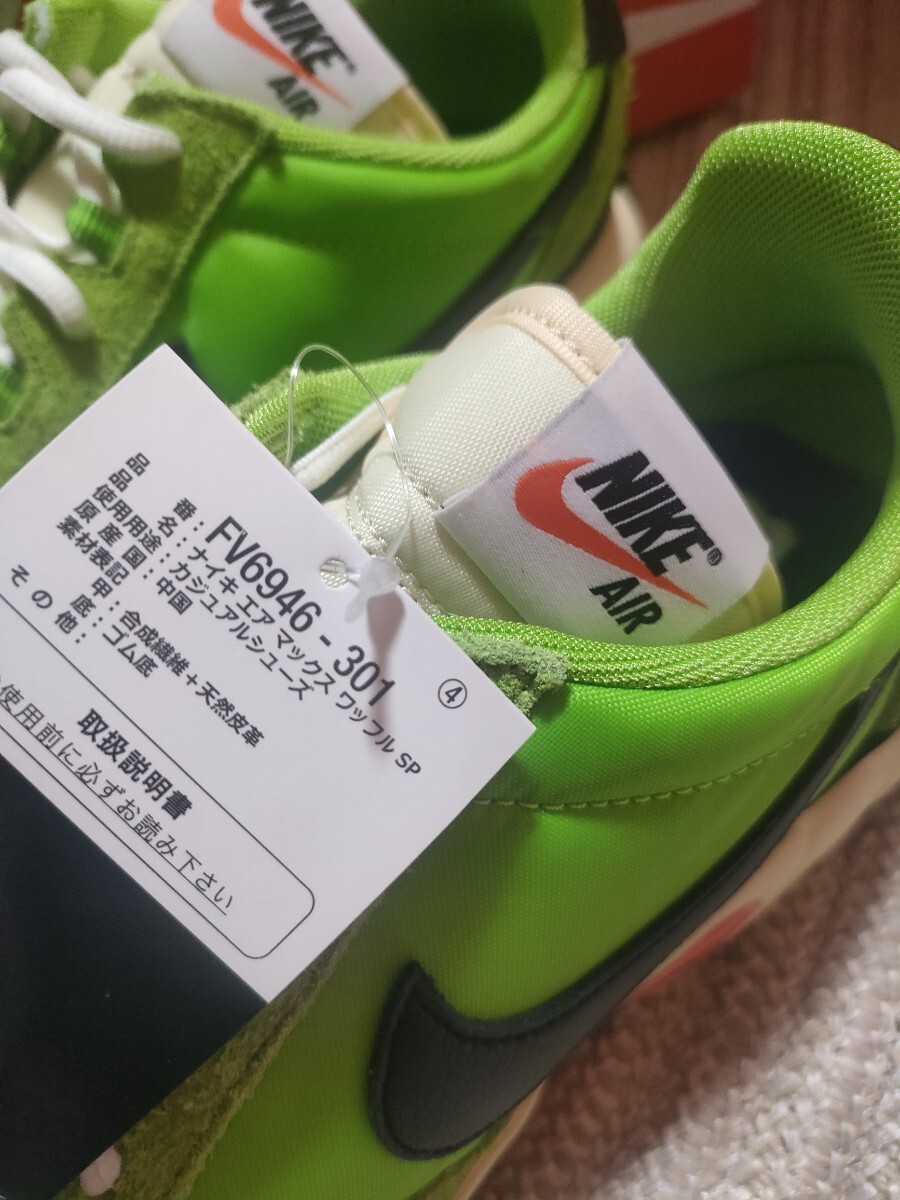 NIKE
AIR
NIKE®
AIR
④
品番：FV6946 - 301
品名：ナイキ エア マックス ワッフル SP
使用用途：カジュアルシューズ
原産国：中国
素材表記
甲：合成繊維+天然皮革
底：ゴム底
その他：
取扱説明書
使用前に必ずお読み下さい